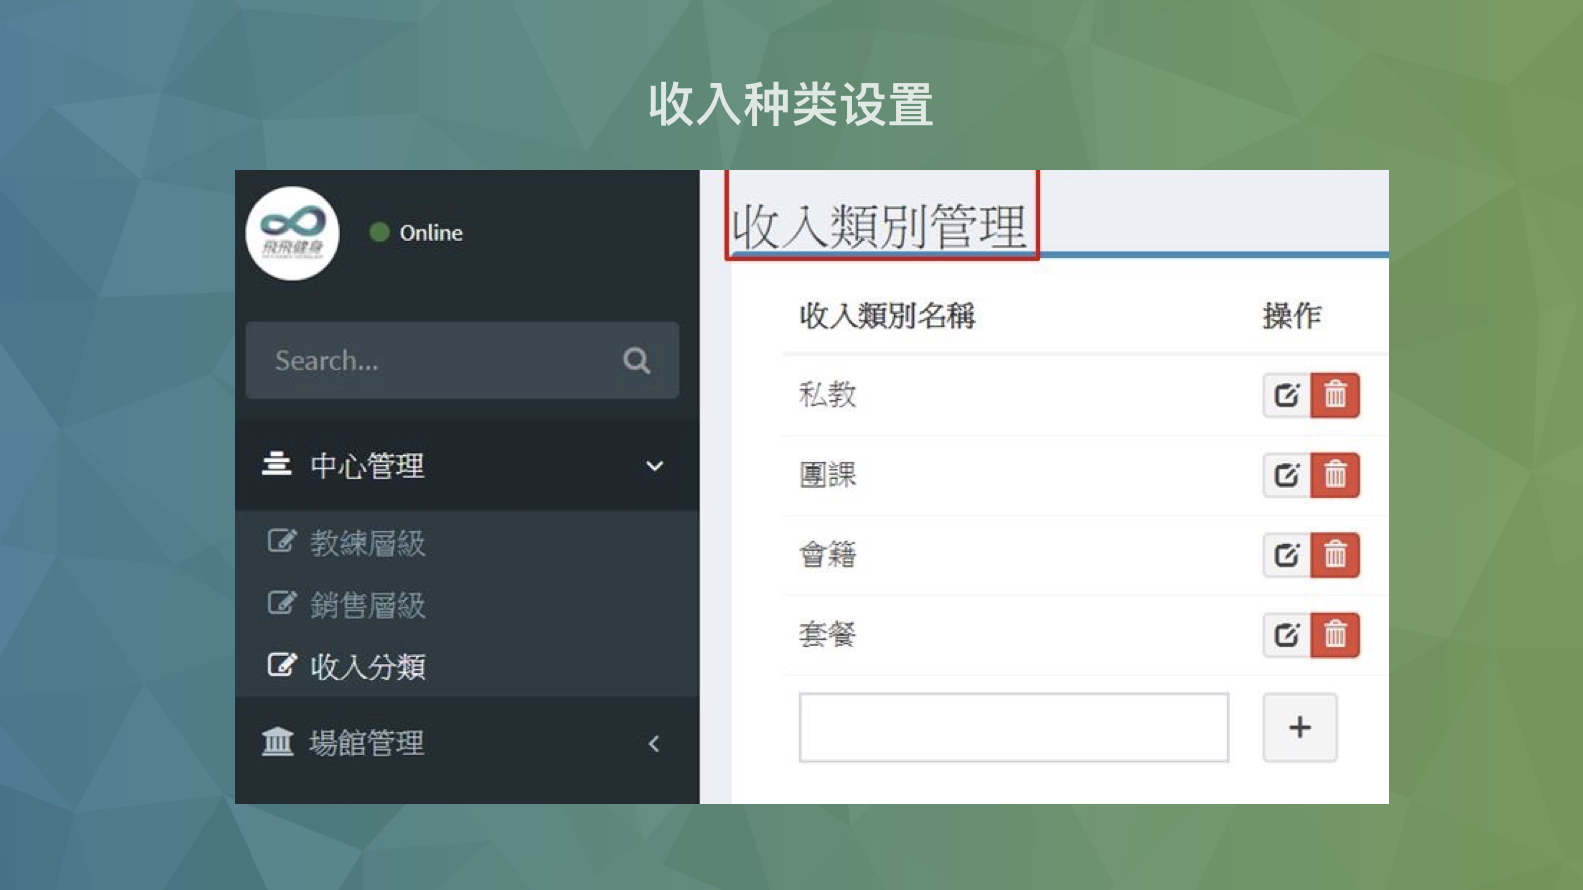 收入种类设置
飛飛健身
Online
Search...
中心管理
教練層級
銷售層級
收入分類
場館管理
收入類別管理
收入類別名稱 操作
私教
團課
會籍
套餐